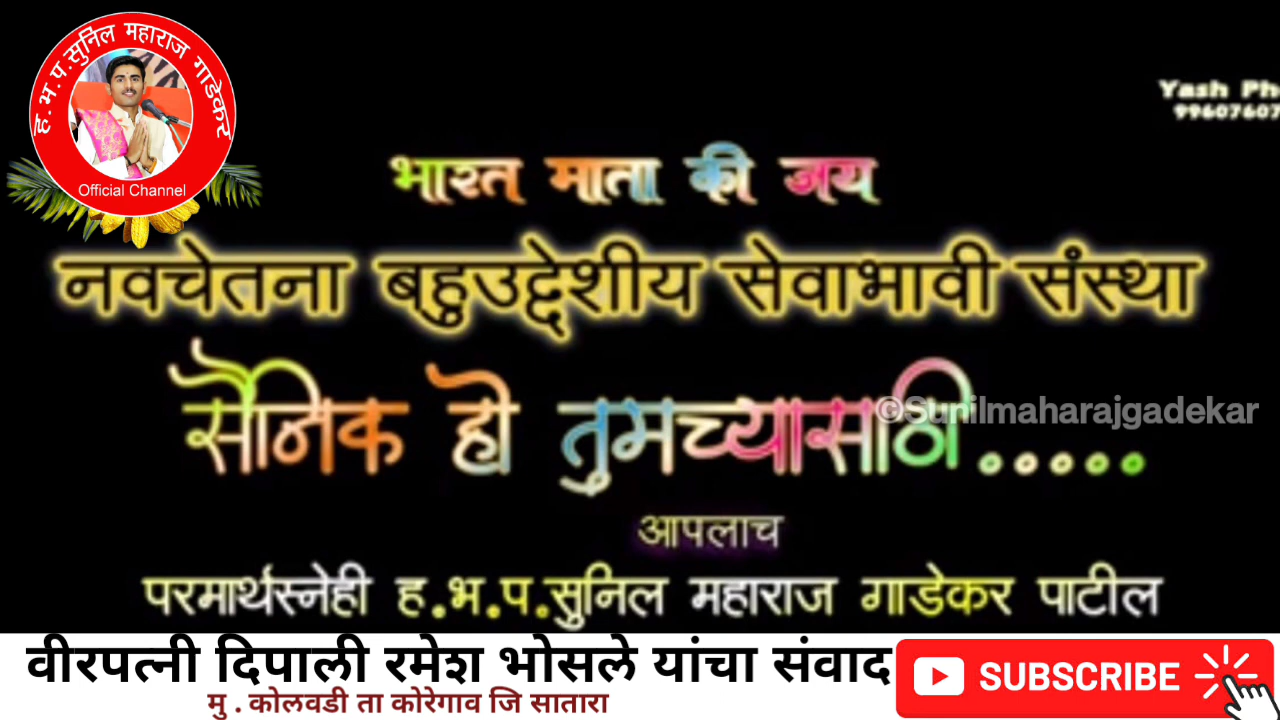 ह.भ.प.सुनिल महाराज गाडेकर
Official Channel
Yash
99607607
भारत माता की जय
नवचेतना बहुउद्देशीय सेवाभावी संस्था
सैनिक हो तुमच्यासाठी.....
©Sunilmaharajgadekar
आपलाच
परमार्थस्नेही ह.भ.प.सुनिल महाराज गाडेकर पाटील
वीरपत्नी दिपाली रमेश भोसले यांचा संवाद
SUBSCRIBE
मु . कोलवडी ता कोरेगाव जि सातारा